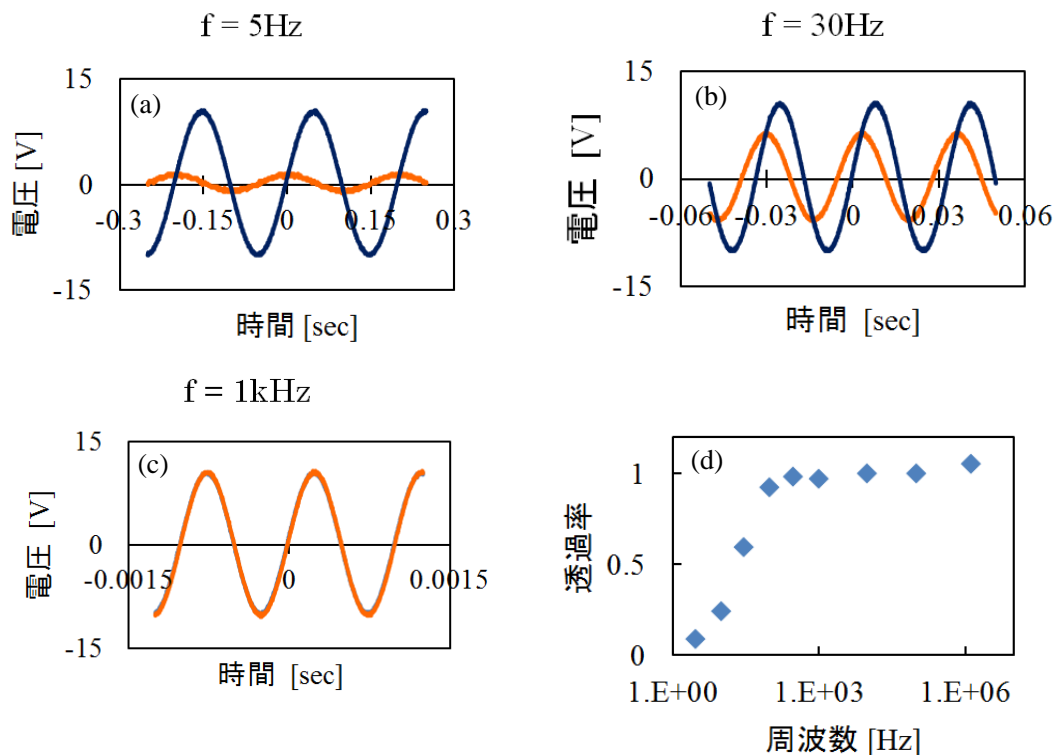 f = 5Hz
(a)
15
0
-15
-0.3
-0.15
0
0.15
0.3
電圧 [V]
時間 [sec]
f = 30Hz
(b)
15
0
-15
-0.06
-0.03
0
0.03
0.06
電圧 [V]
時間 [sec]
f = 1kHz
(c)
15
0
-15
-0.0015
0
0.0015
電圧 [V]
時間 [sec]
(d)
1
0.5
0
透過率
1.E+00
1.E+03
1.E+06
周波数 [Hz]